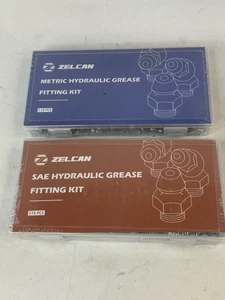 ZELCAN
METRIC HYDRAULIC GREASE
FITTING KIT
ZELCAN
SAE HYDRAULIC GREASE
FITTING KIT